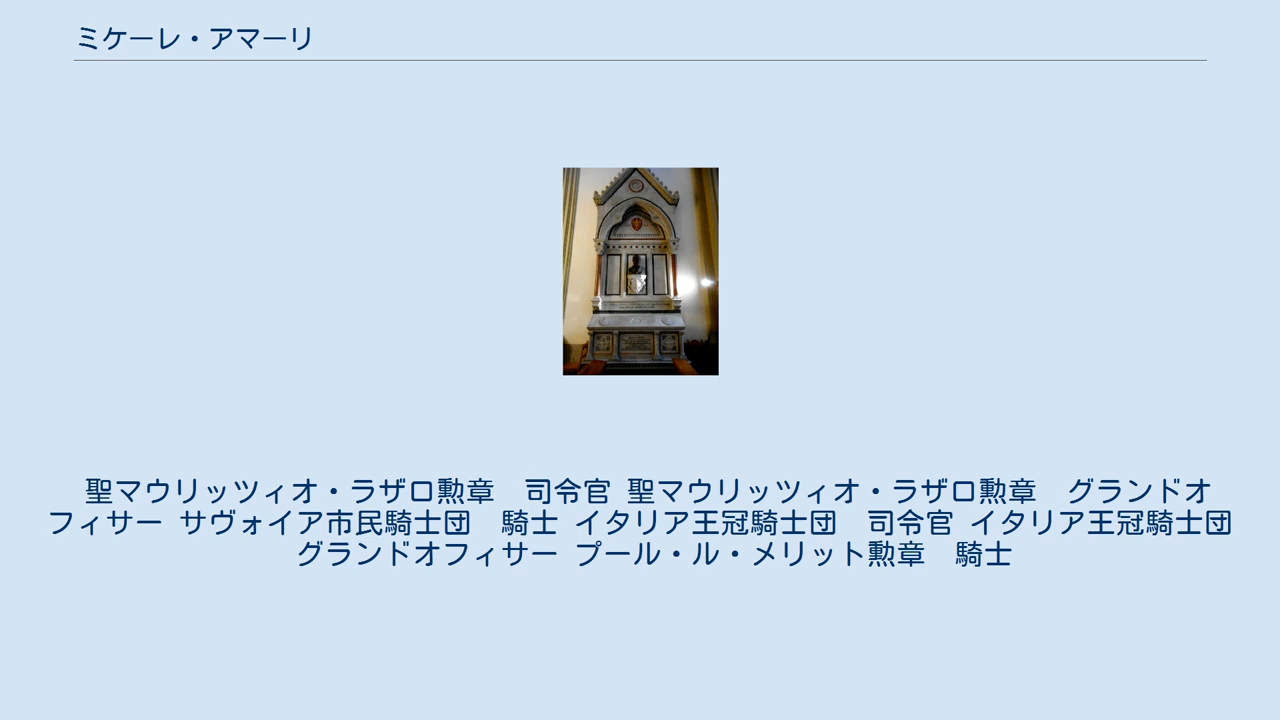 ミケーレ・アマーリ
聖マウリッツィオ・ラザロ勲章　司令官 聖マウリッツィオ・ラザロ勲章　グランドオ
フィサー サヴォイア市民騎士団　騎士 イタリア王冠騎士団　司令官 イタリア王冠騎士団
グランドオフィサー プール・ル・メリット勲章　騎士